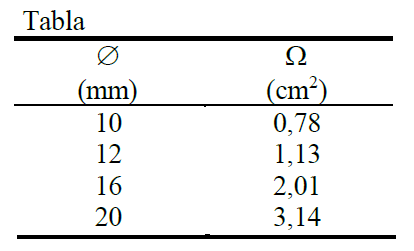 Tabla
∅ Ω
(mm) (cm²)
10 0,78
12 1,13
16 2,01
20 3,14